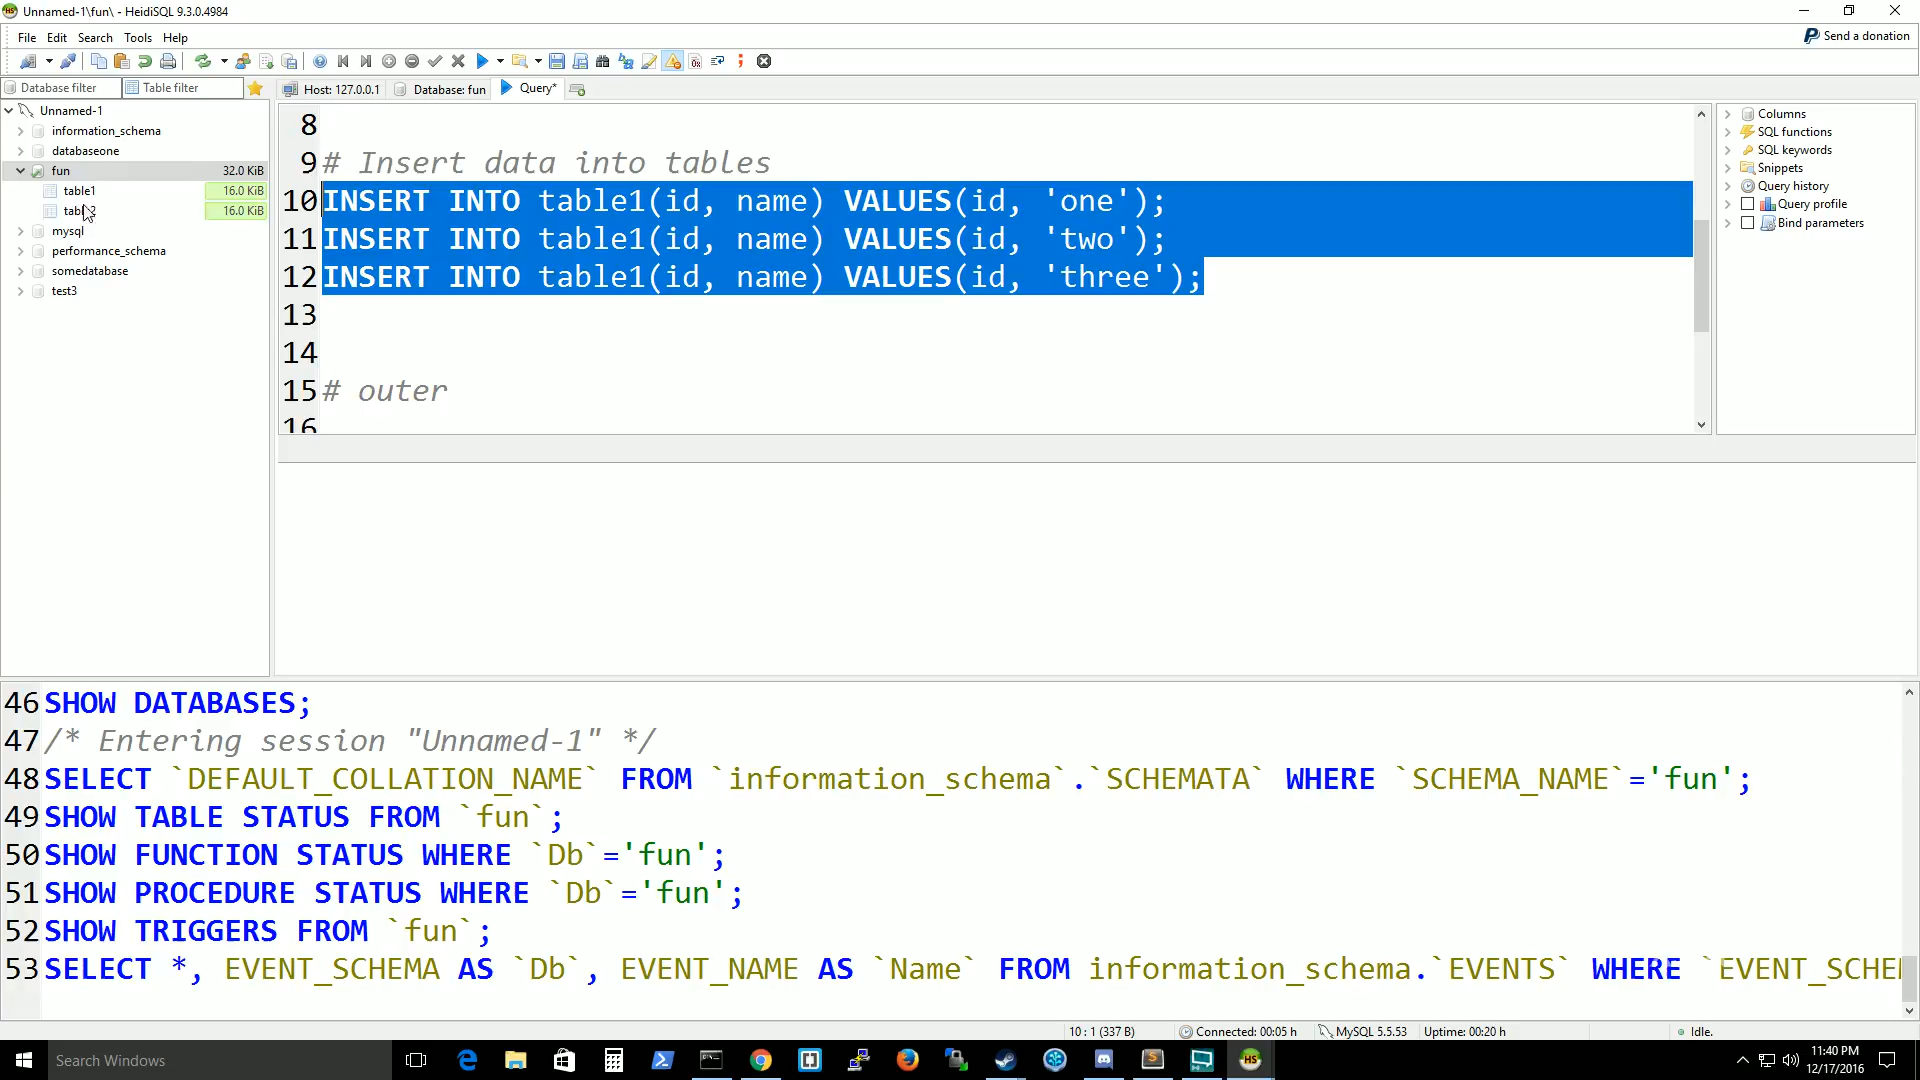 Unnamed-1\fun\ - HeidiSQL 9.3.0.4984
File Edit Search Tools Help
Send a donation
Database filter
Table filter
Host: 127.0.0.1
Database: fun
Query*
Unnamed-1
information_schema
databaseone
fun 32.0 KiB
table1 16.0 KiB
16.0 KiB
mysql
performance_schema
somedatabase
test3
8
9 # Insert data into tables
10 INSERT INTO table1(id, name) VALUES(id, 'one');
11 INSERT INTO table1(id, name) VALUES(id, 'two');
12 INSERT INTO table1(id, name) VALUES(id, 'three');
13
14
15 # outer
16
Columns
SQL functions
SQL keywords
Snippets
Query history
Query profile
Bind parameters
46 SHOW DATABASES;
47 /* Entering session "Unnamed-1" */
48 SELECT `DEFAULT_COLLATION_NAME` FROM `information_schema`.`SCHEMATA` WHERE `SCHEMA_NAME`='fun';
49 SHOW TABLE STATUS FROM `fun`;
50 SHOW FUNCTION STATUS WHERE `Db`='fun';
51 SHOW PROCEDURE STATUS WHERE `Db`='fun';
52 SHOW TRIGGERS FROM `fun`;
53 SELECT *, EVENT_SCHEMA AS `Db`, EVENT_NAME AS `Name` FROM information_schema.`EVENTS` WHERE `EVENT_SCHE
10 : 1 (337 B)
Connected: 00:05 h
MySQL 5.5.53
Uptime: 00:20 h
Idle.
Search Windows
11:40 PM
12/17/2016